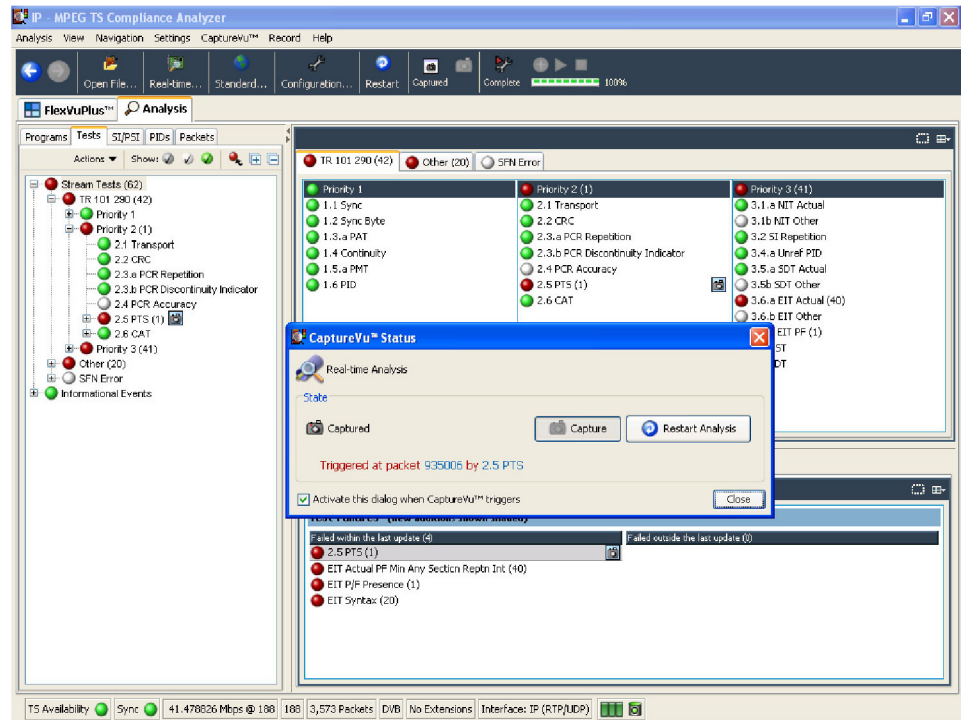 IP - MPEG TS Compliance Analyzer
Analysis View Navigation Settings CaptureVu™ Record Help
Open File... Real-time... Standard... Configuration... Restart Captured Complete 100%
FlexVuPlus™ Analysis
Programs Tests SI/PSI PIDs Packets
Actions Show:
Stream Tests (62)
TR 101 290 (42)
Priority 1
Priority 2 (1)
2.1 Transport
2.2 CRC
2.3.a PCR Repetition
2.3.b PCR Discontinuity Indicator
2.4 PCR Accuracy
2.5 PTS (1)
2.6 CAT
Priority 3 (41)
Other (20)
SFN Error
Informational Events
TR 101 290 (42) Other (20) SFN Error
Priority 1
1.1 Sync
1.2 Sync Byte
1.3.a PAT
1.4 Continuity
1.5.a PMT
1.6 PID
Priority 2 (1)
2.1 Transport
2.2 CRC
2.3.a PCR Repetition
2.3.b PCR Discontinuity Indicator
2.4 PCR Accuracy
2.5 PTS (1)
2.6 CAT
Priority 3 (41)
3.1.a NIT Actual
3.1b NIT Other
3.2 SI Repetition
3.4.a Unref PID
3.5.a SDT Actual
3.5b SDT Other
3.6.a EIT Actual (40)
3.6.b EIT Other
EIT PF (1)
ST
DT
CaptureVu™ Status
Real-time Analysis
State
Captured
Capture
Restart Analysis
Triggered at packet 935006 by 2.5 PTS
Activate this dialog when CaptureVu™ triggers
Close
Failed within the last update (4)
2.5 PTS (1)
EIT Actual PF Min Any Section Reptn Int (40)
EIT P/F Presence (1)
EIT Syntax (20)
Failed outside the last update (0)
TS Availability Sync 41.478826 Mbps @ 188 188 3,573 Packets DVB No Extensions Interface: IP (RTP/UDP)